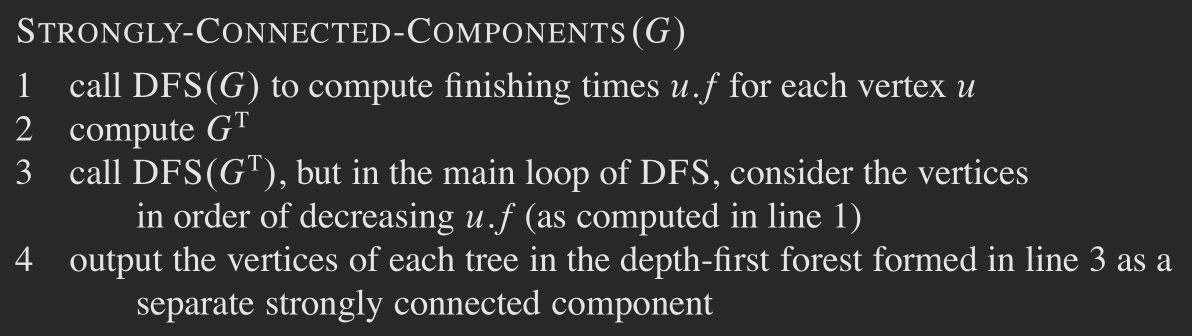 STRONGLY-CONNECTED-COMPONENTS(G)
1 call DFS(G) to compute finishing times u.f for each vertex u
2 compute Gᵀ
3 call DFS(Gᵀ), but in the main loop of DFS, consider the vertices
in order of decreasing u.f (as computed in line 1)
4 output the vertices of each tree in the depth-first forest formed in line 3 as a
separate strongly connected component